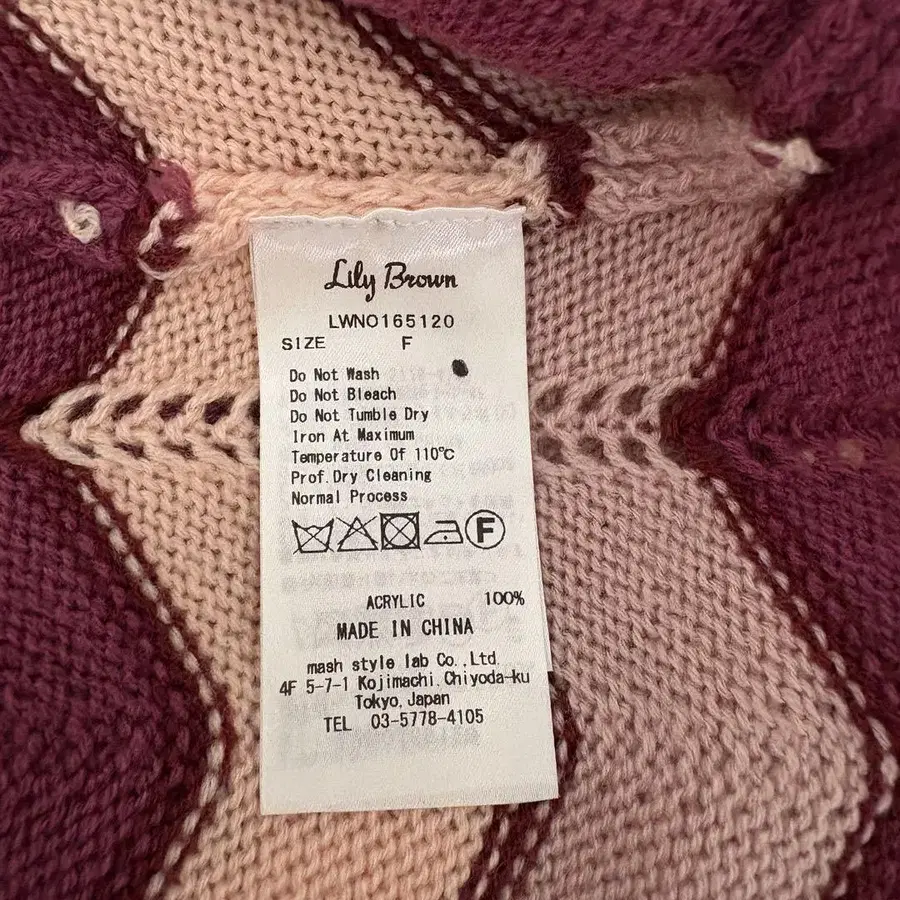 Lily Brown
LWNO165120
SIZE F
Do Not Wash
Do Not Bleach
Do Not Tumble Dry
Iron At Maximum
Temperature Of 110℃
Prof.Dry Cleaning
Normal Process
F
ACRYLIC 100%
MADE IN CHINA
mash style lab Co.,Ltd.
4F 5-7-1 Kojimachi.Chiyoda-ku
Tokyo,Japan
TEL 03-5778-4105